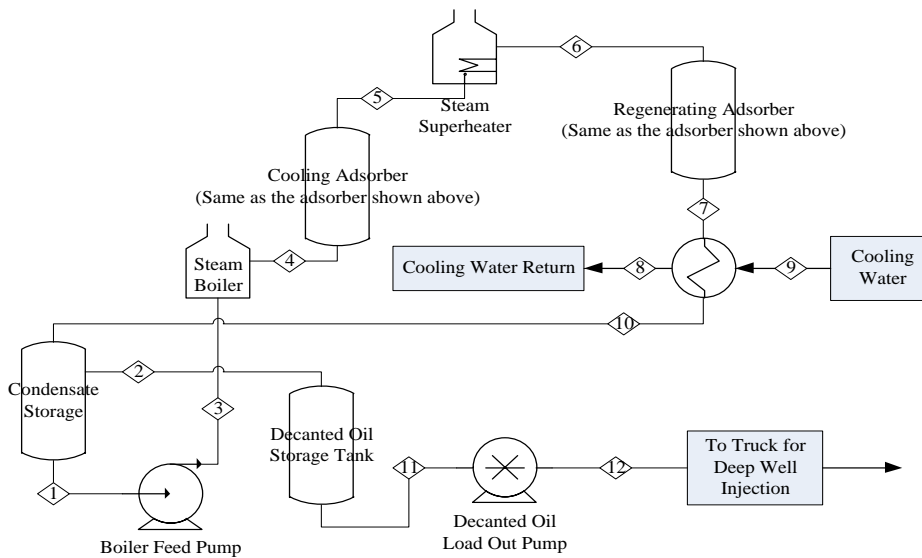 6
5
Steam
Superheater
Regenerating Adsorber
(Same as the adsorber shown above)
Cooling Adsorber
(Same as the adsorber shown above)
7
4
Steam
Boiler
Cooling Water Return
8
9
Cooling
Water
10
Condensate
Storage
2
3
Decanted Oil
Storage Tank
11
12
To Truck for
Deep Well
Injection
1
Boiler Feed Pump
Decanted Oil
Load Out Pump